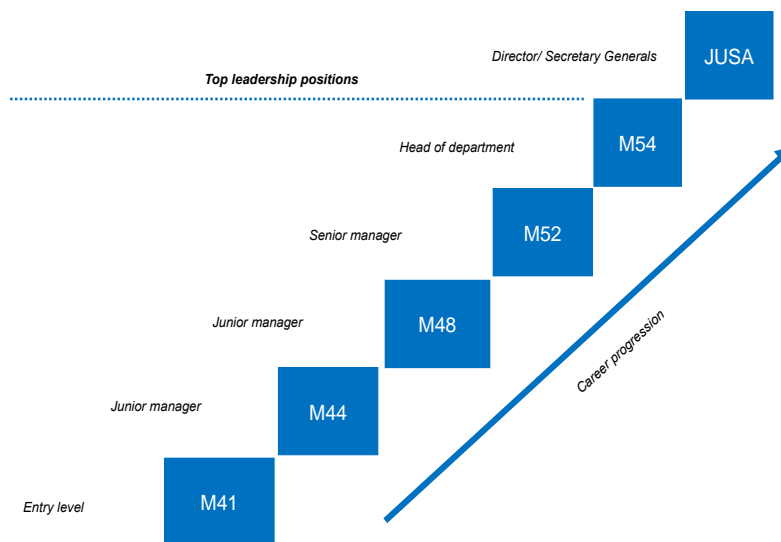 Director/ Secretary Generals
JUSA
Top leadership positions
Head of department
M54
Senior manager
M52
Junior manager
M48
Career progression
Junior manager
M44
Entry level
M41